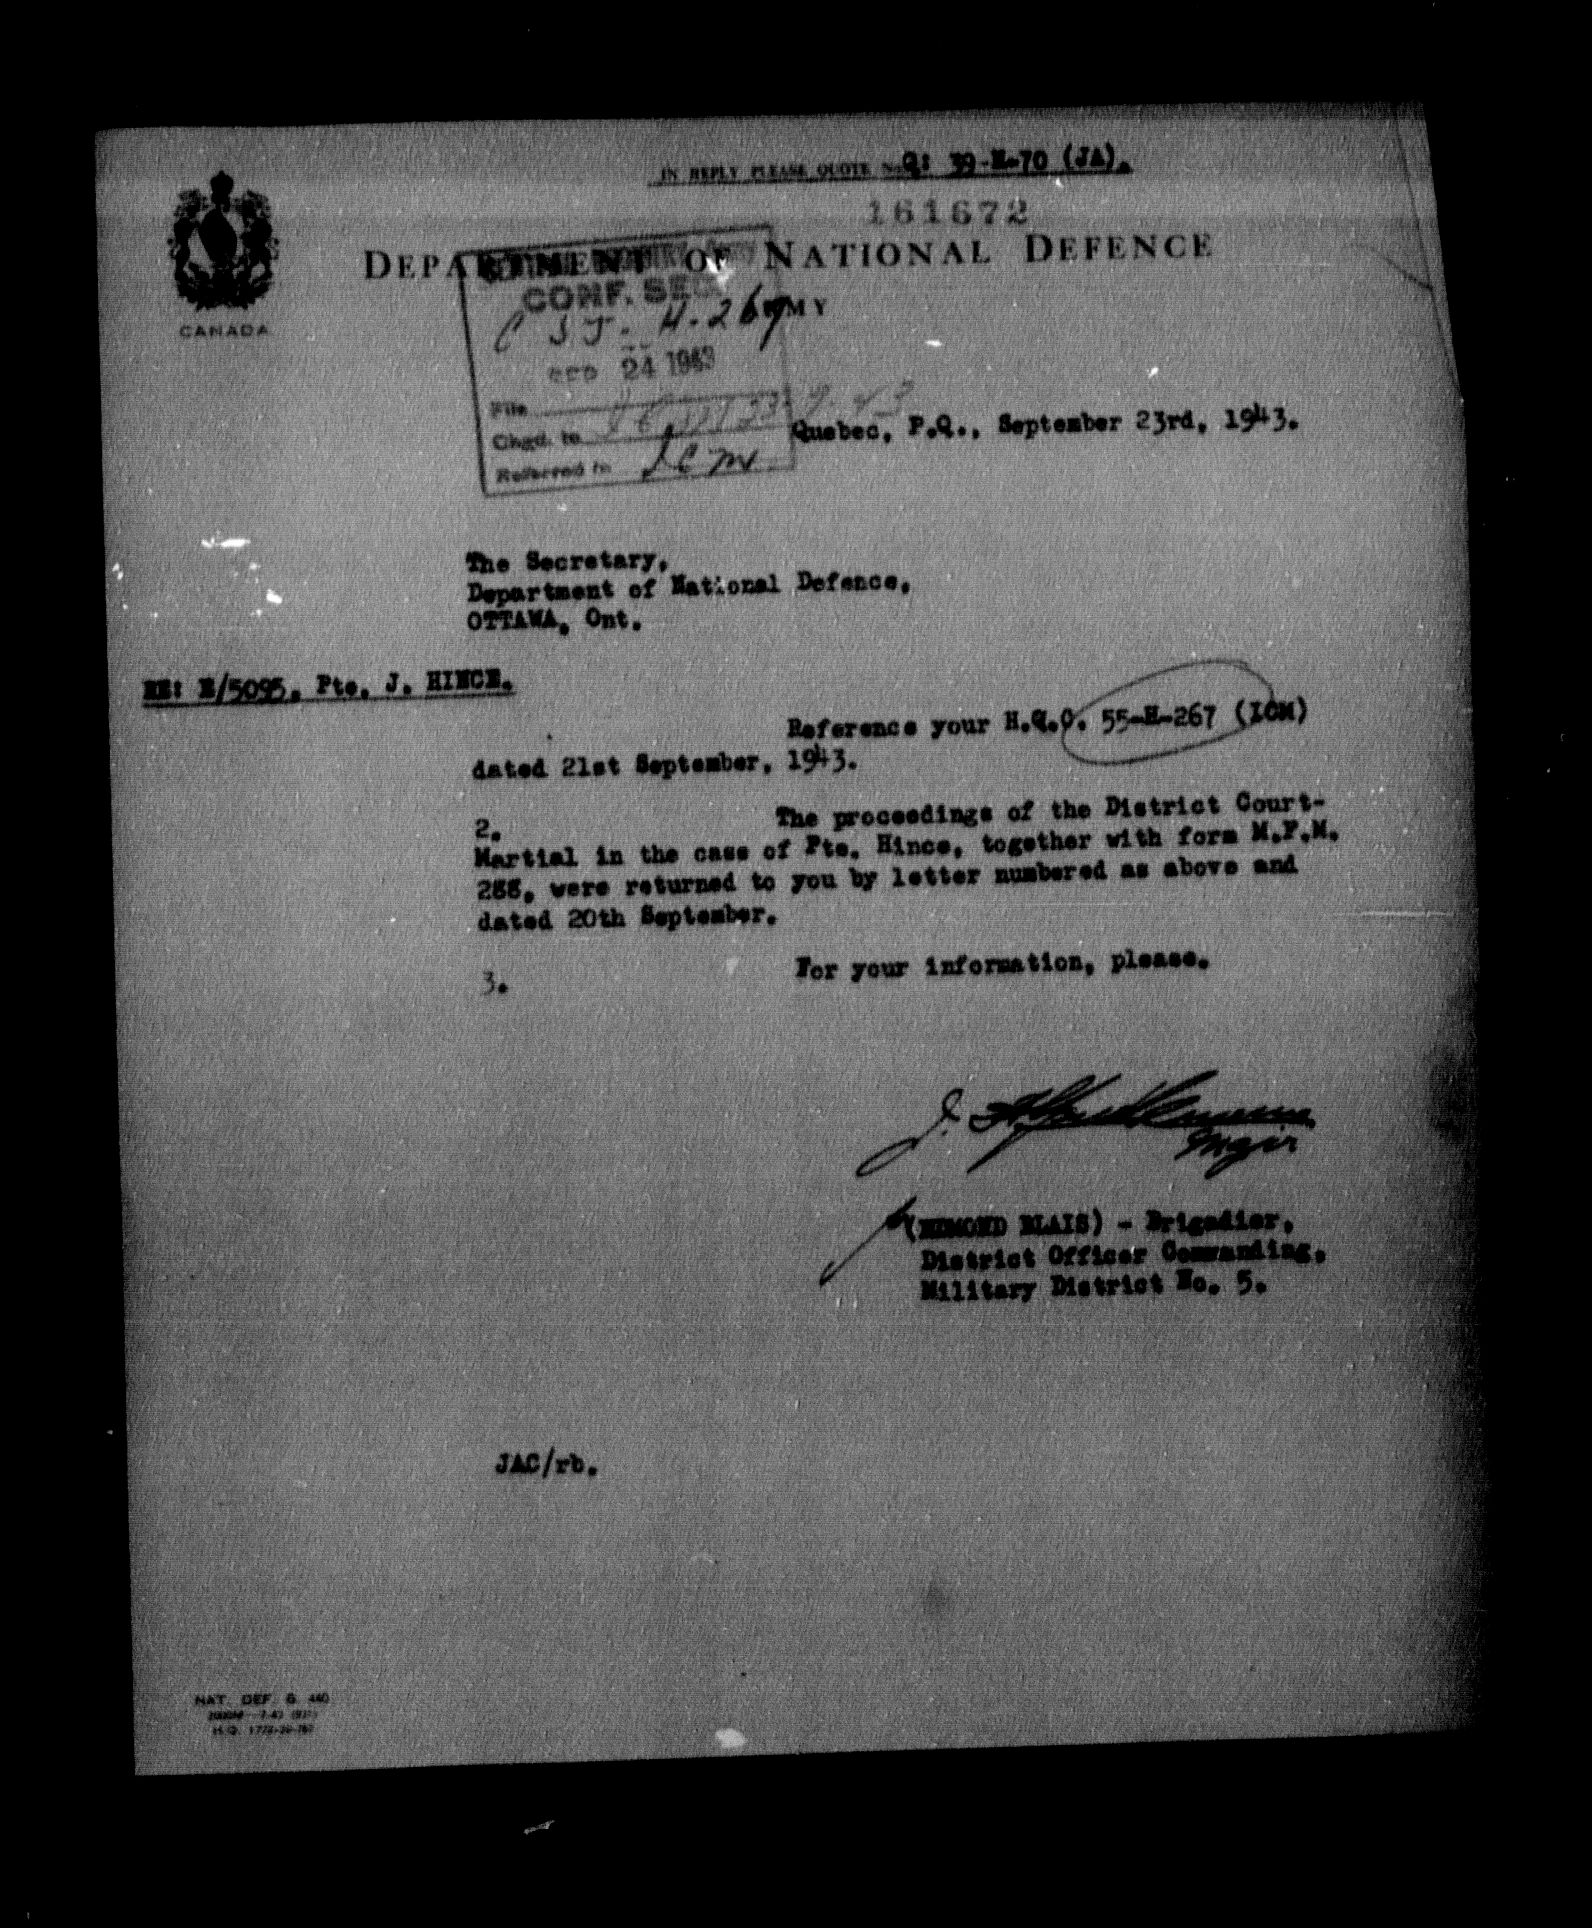 IN REPLY PLEASE QUOTE No. Q: 39-H-70 (JA).
161672
DEPARTMENT OF NATIONAL DEFENCE
ARMY
CANADA
CONF. SEC.
55- H-267
SEP 24 1943
File
Chgd. to
Referred to LCM
Quebec, P.Q., September 23rd, 1943.
The Secretary,
Department of National Defence,
OTTAWA, Ont.
RE: E/5095, Pte. J. HINCE.
Reference your H.Q.C. 55-H-267 (LCM)
dated 21st September, 1943.
2. The proceedings of the District Court-
Martial in the case of Pte. Hince, together with form M.F.M.
288, were returned to you by letter numbered as above and
dated 20th September.
3. For your information, please.
Major
(EDMOND BLAIS) - Brigadier,
District Officer Commanding,
Military District No. 5.
JAC/rb.
NAT. DEF. B. 440